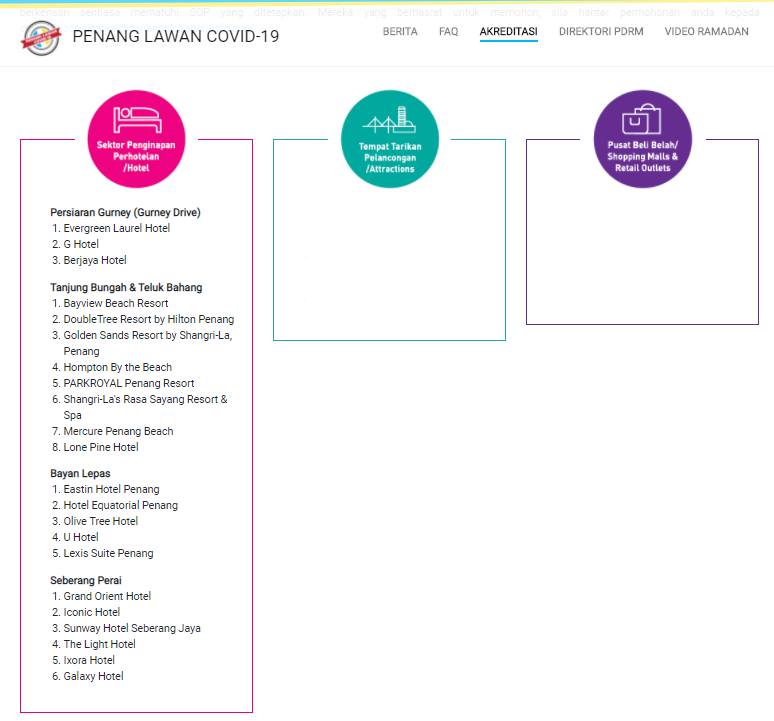 berkenaan sentiasa mematuhi SOP yang ditetapkan. Mereka yang berhasrat untuk memohon, sila hantar permohonan anda kepada
PENANG LAWAN COVID-19
BERITA FAQ AKREDITASI DIREKTORI PDRM VIDEO RAMADAN
Sektor Penginapan
Perhotelan
/Hotel
Persiaran Gurney (Gurney Drive)
1. Evergreen Laurel Hotel
2. G Hotel
3. Berjaya Hotel
Tanjung Bungah & Teluk Bahang
1. Bayview Beach Resort
2. DoubleTree Resort by Hilton Penang
3. Golden Sands Resort by Shangri-La,
Penang
4. Hompton By the Beach
5. PARKROYAL Penang Resort
6. Shangri-La's Rasa Sayang Resort &
Spa
7. Mercure Penang Beach
8. Lone Pine Hotel
Bayan Lepas
1. Eastin Hotel Penang
2. Hotel Equatorial Penang
3. Olive Tree Hotel
4. U Hotel
5. Lexis Suite Penang
Seberang Perai
1. Grand Orient Hotel
2. Iconic Hotel
3. Sunway Hotel Seberang Jaya
4. The Light Hotel
5. Ixora Hotel
6. Galaxy Hotel
Tempat Tarikan
Pelancongan
/Attractions
Pusat Beli Belah/
Shopping Malls &
Retail Outlets